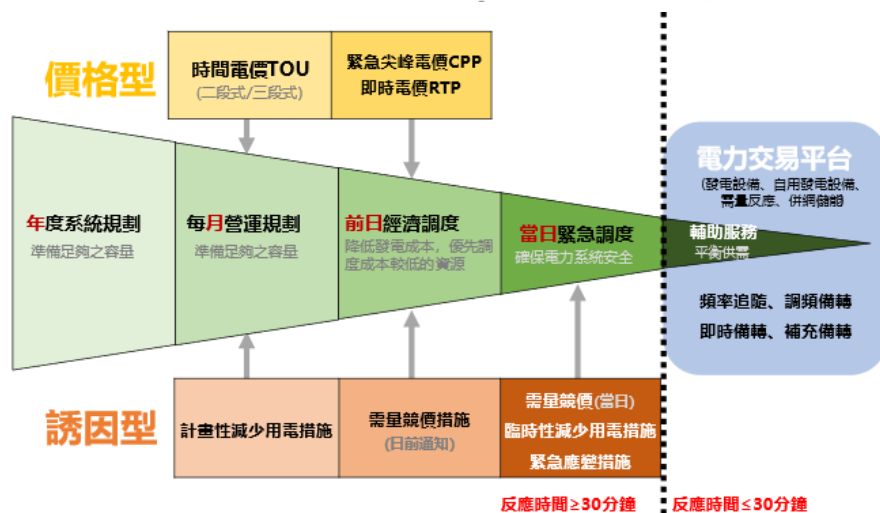 價格型
時間電價TOU
(二段式/三段式)
緊急尖峰電價CPP
即時電價RTP
年度系統規劃
準備足夠之容量
每月營運規劃
準備足夠之容量
前日經濟調度
降低發電成本，優先調
度成本較低的資源
當日緊急調度
確保電力系統安全
電力交易平台
(發電設備、自用發電設備、
需量反應、併網儲能)
輔助服務
平衡供需
頻率追隨、調頻備轉
即時備轉、補充備轉
誘因型
計畫性減少用電措施
需量競價措施
(日前通知)
需量競價(當日)
臨時性減少用電措施
緊急應變措施
反應時間≥30分鐘
反應時間≤30分鐘